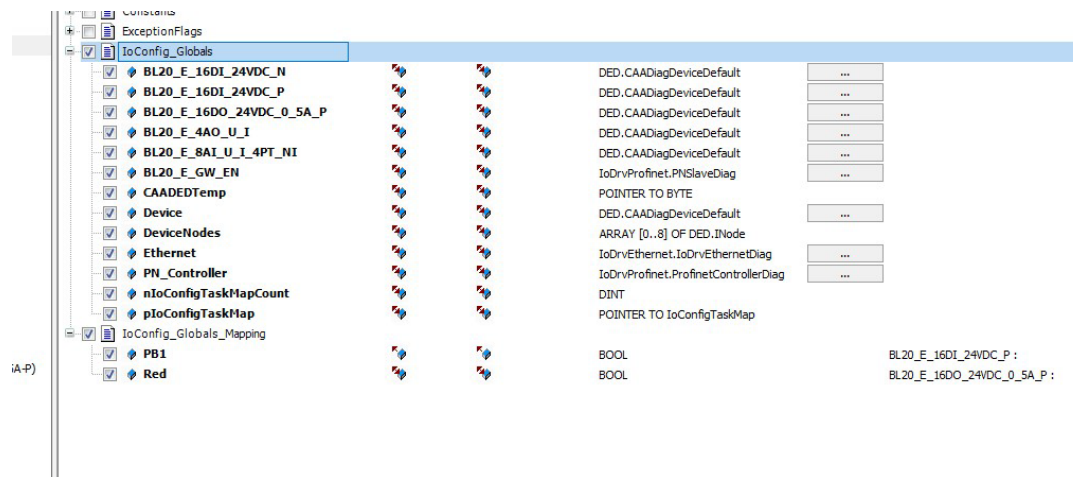 Constants
ExceptionFlags
IoConfig_Globals
BL20_E_16DI_24VDC_N DED.CAADiagDeviceDefault ...
BL20_E_16DI_24VDC_P DED.CAADiagDeviceDefault ...
BL20_E_16DO_24VDC_0_5A_P DED.CAADiagDeviceDefault ...
BL20_E_4AO_U_I DED.CAADiagDeviceDefault ...
BL20_E_8AI_U_I_4PT_NI DED.CAADiagDeviceDefault ...
BL20_E_GW_EN IoDrvProfinet.PNSlaveDiag ...
CAADEDTemp POINTER TO BYTE
Device DED.CAADiagDeviceDefault ...
DeviceNodes ARRAY [0..8] OF DED.INode
Ethernet IoDrvEthernet.IoDrvEthernetDiag ...
PN_Controller IoDrvProfinet.ProfinetControllerDiag ...
nIoConfigTaskMapCount DINT
pIoConfigTaskMap POINTER TO IoConfigTaskMap
IoConfig_Globals_Mapping
PB1 BOOL BL20_E_16DI_24VDC_P :
5A-P) Red BOOL BL20_E_16DO_24VDC_0_5A_P :